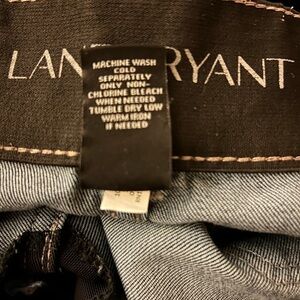 LAN RYANT
MACHINE WASH
COLD
SEPARATELY
ONLY NON-
CHLORINE BLEACH
WHEN NEEDED
TUMBLE DRY LOW
WARM IRON
IF NEEDED